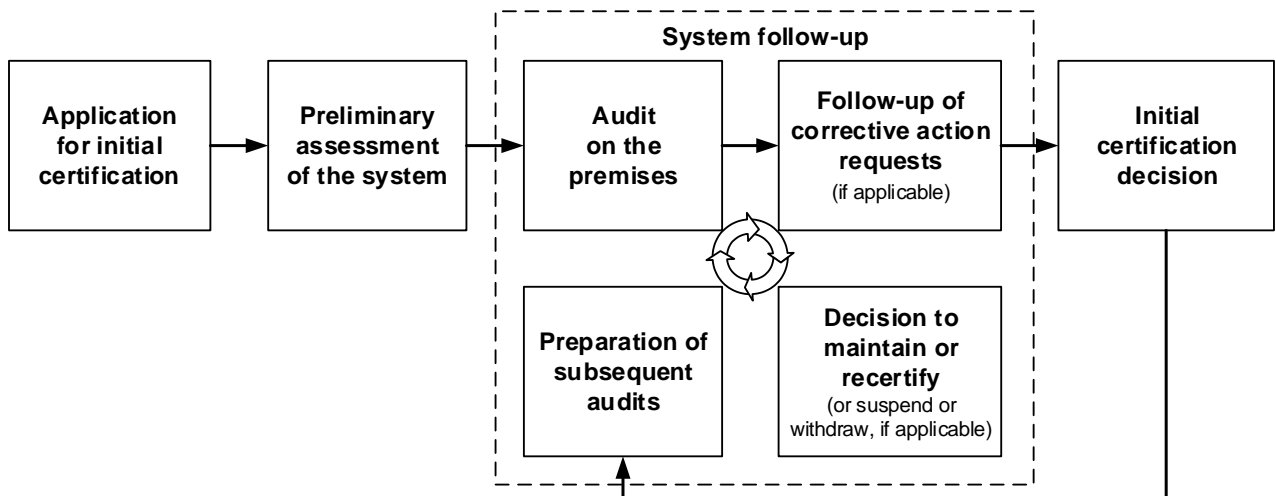 System follow-up
Application
for initial
certification
Preliminary
assessment
of the system
Audit
on the
premises
Follow-up of
corrective action
requests
(if applicable)
Initial
certification
decision
Preparation of
subsequent
audits
Decision to
maintain or
recertify
(or suspend or
withdraw, if applicable)